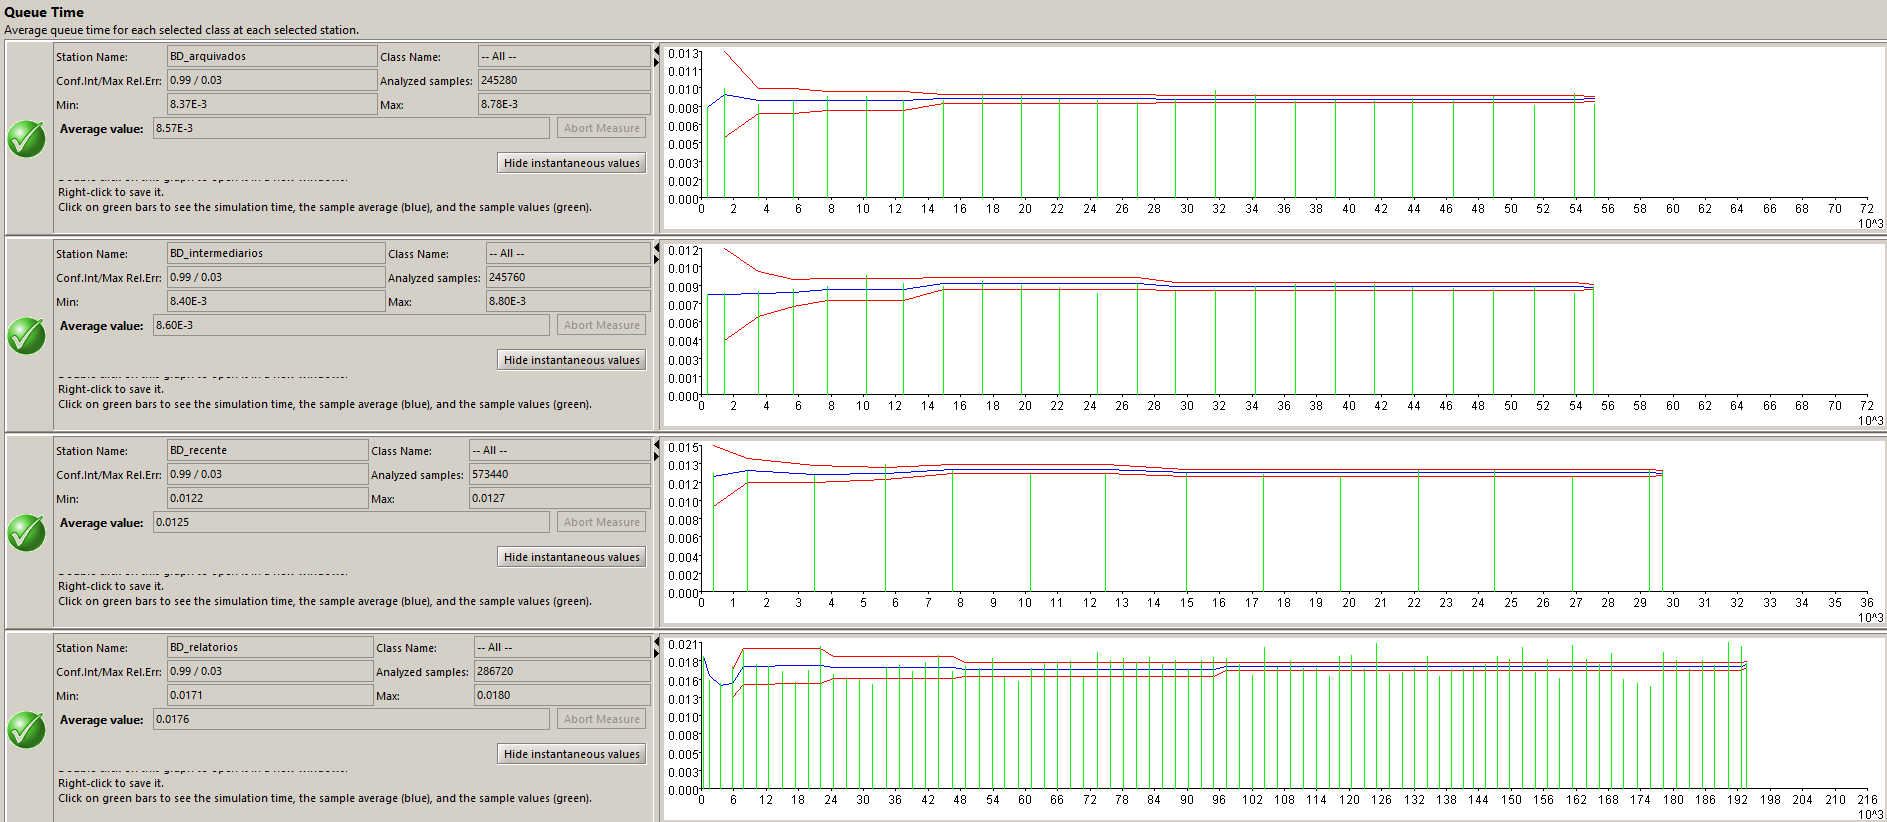 Queue Time
Average queue time for each selected class at each selected station.
Station Name: BD_arquivados Class Name: -- All --
Conf.Int/Max Rel.Err: 0.99 / 0.03 Analyzed samples: 245280
Min: 8.37E-3 Max: 8.78E-3
Average value: 8.57E-3 Abort Measure
Hide instantaneous values
Right-click to save it.
Click on green bars to see the simulation time, the sample average (blue), and the sample values (green).
0.013
0.011
0.010
0.008
0.006
0.005
0.003
0.002
0.000
0 2 4 6 8 10 12 14 16 18 20 22 24 26 28 30 32 34 36 38 40 42 44 46 48 50 52 54 56 58 60 62 64 66 68 70 72
10^3
Station Name: BD_intermediarios Class Name: -- All --
Conf.Int/Max Rel.Err: 0.99 / 0.03 Analyzed samples: 245760
Min: 8.40E-3 Max: 8.80E-3
Average value: 8.60E-3 Abort Measure
Hide instantaneous values
Right-click to save it.
Click on green bars to see the simulation time, the sample average (blue), and the sample values (green).
0.012
0.010
0.009
0.007
0.006
0.004
0.003
0.001
0.000
0 2 4 6 8 10 12 14 16 18 20 22 24 26 28 30 32 34 36 38 40 42 44 46 48 50 52 54 56 58 60 62 64 66 68 70 72
10^3
Station Name: BD_recente Class Name: -- All --
Conf.Int/Max Rel.Err: 0.99 / 0.03 Analyzed samples: 573440
Min: 0.0122 Max: 0.0127
Average value: 0.0125 Abort Measure
Hide instantaneous values
Right-click to save it.
Click on green bars to see the simulation time, the sample average (blue), and the sample values (green).
0.015
0.013
0.012
0.010
0.008
0.006
0.004
0.002
0.000
0 1 3 4 5 6 7 8 9 10 11 12 14 15 16 17 18 19 20 21 22 23 25 26 27 28 29 30 31 32 33 34 36
10^3
Station Name: BD_relatorios Class Name: -- All --
Conf.Int/Max Rel.Err: 0.99 / 0.03 Analyzed samples: 286720
Min: 0.0171 Max: 0.0180
Average value: 0.0176 Abort Measure
Hide instantaneous values
Right-click to save it.
Click on green bars to see the simulation time, the sample average (blue), and the sample values (green).
0.021
0.018
0.016
0.013
0.010
0.008
0.005
0.003
0.000
0 6 12 18 24 30 36 42 48 54 60 66 72 78 84 90 96 102 108 114 120 126 132 138 144 150 156 162 168 174 180 186 192 198 204 210 216
10^3